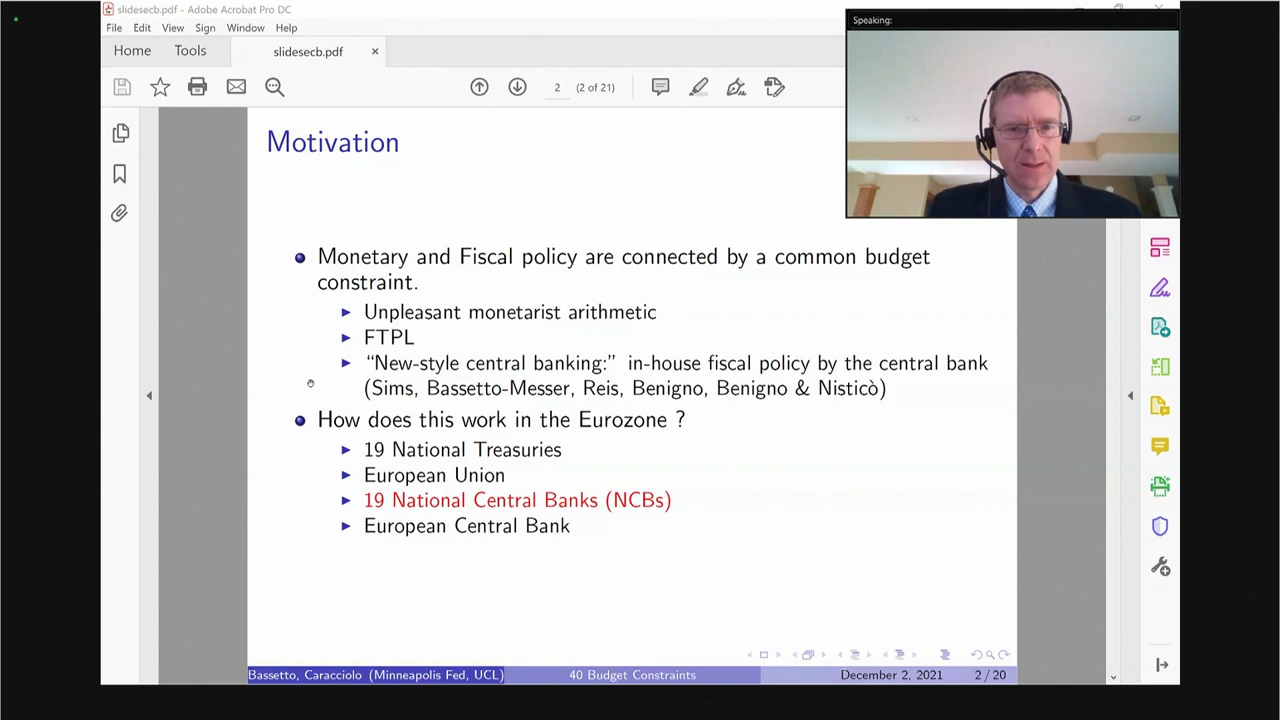 slidesecb.pdf - Adobe Acrobat Pro DC
File Edit View Sign Window Help
Home Tools slidesecb.pdf ×
2 (2 of 21)
Speaking:
Motivation
Monetary and Fiscal policy are connected by a common budget
constraint.
Unpleasant monetarist arithmetic
FTPL
“New-style central banking:” in-house fiscal policy by the central bank
(Sims, Bassetto-Messer, Reis, Benigno, Benigno & Nisticò)
How does this work in the Eurozone ?
19 National Treasuries
European Union
19 National Central Banks (NCBs)
European Central Bank
Bassetto, Caracciolo (Minneapolis Fed, UCL) 40 Budget Constraints December 2, 2021 2 / 20